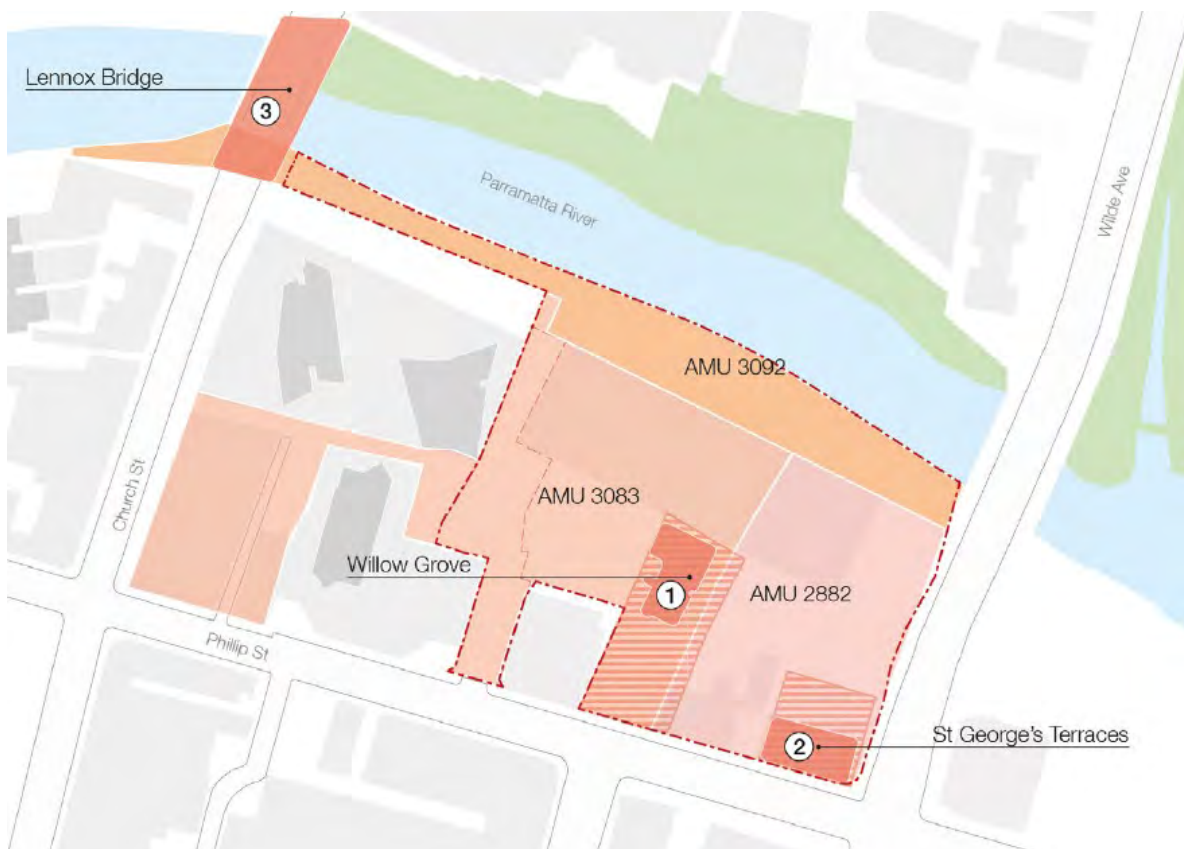 Lennox Bridge
3
Parramatta River
Wilde Ave
AMU 3092
AMU 3083
Church St
Willow Grove
1
AMU 2882
Phillip St
2
St George's Terraces